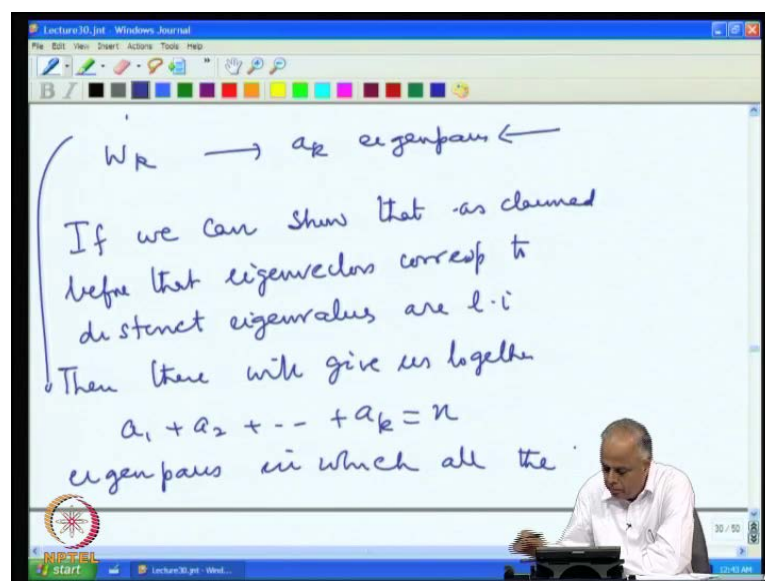 Lecture30.jnt - Windows Journal
File Edit View Insert Actions Tools Help
B I
W_k → a_k eigenpairs ←
If we can show that as claimed
before that eigenvectors corresp to
distinct eigenvalues are l.i
Then these will give us together
a_1 + a_2 + -- + a_k = n
eigenpairs in which all the
30 / 50
NPTEL
start Lecture30.jnt - Wind... 12:43 AM